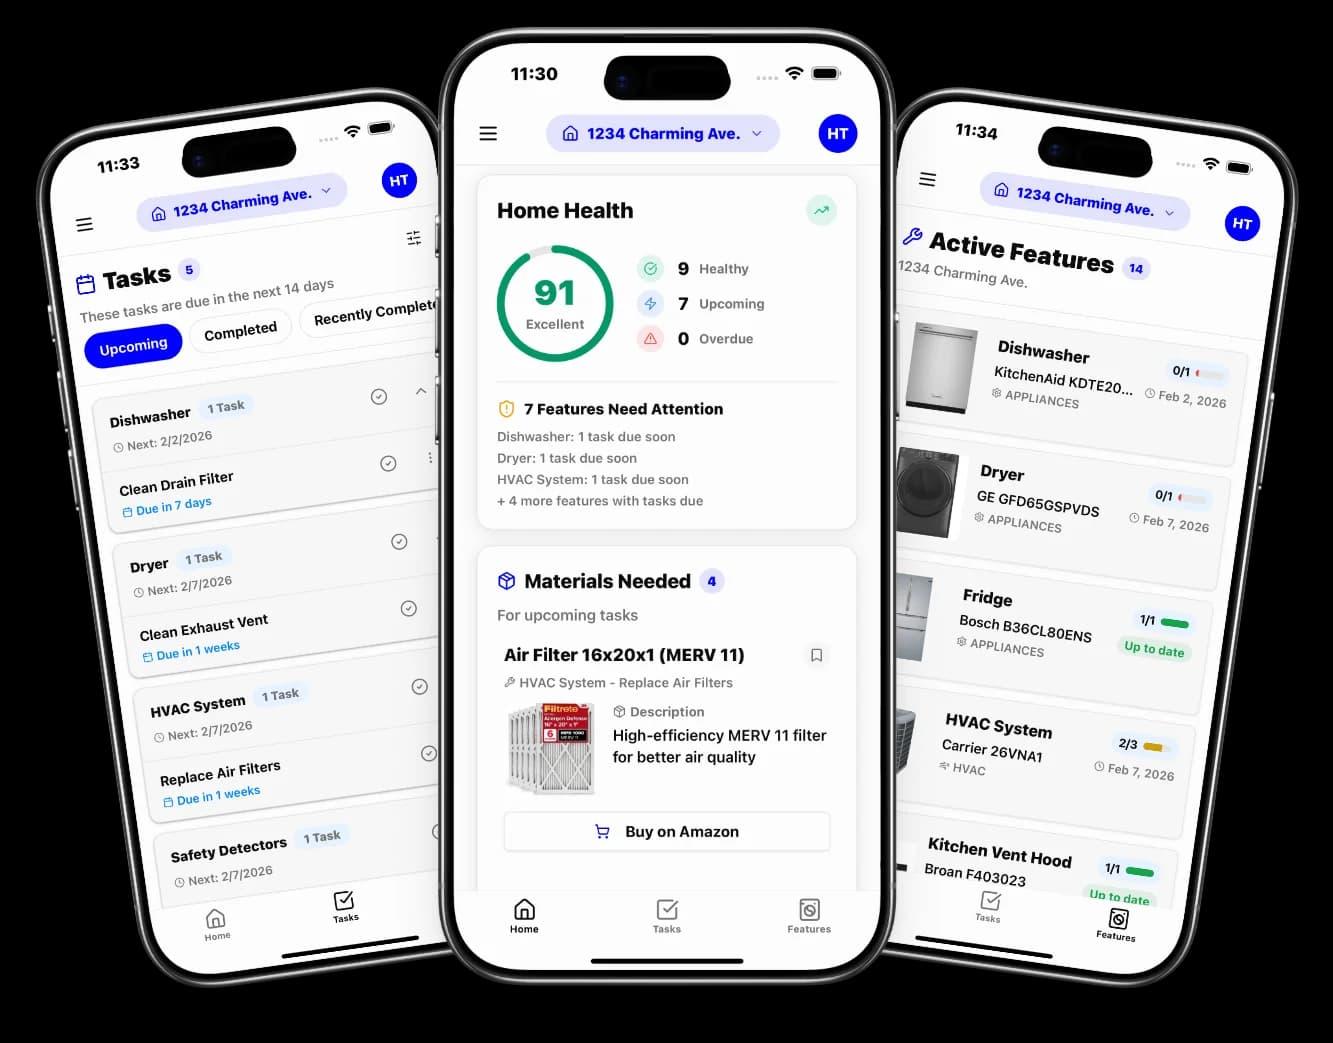 11:33
1234 Charming Ave.
HT
Tasks 5
These tasks are due in the next 14 days
Upcoming
Completed
Recently Complete
Dishwasher 1 Task
Next: 2/2/2026
Clean Drain Filter
Due in 7 days
Dryer 1 Task
Next: 2/7/2026
Clean Exhaust Vent
Due in 1 weeks
HVAC System 1 Task
Next: 2/7/2026
Replace Air Filters
Due in 1 weeks
Safety Detectors 1 Task
Next: 2/7/2026
Home
Tasks
11:30
1234 Charming Ave.
HT
Home Health
91
Excellent
9 Healthy
7 Upcoming
0 Overdue
7 Features Need Attention
Dishwasher: 1 task due soon
Dryer: 1 task due soon
HVAC System: 1 task due soon
+ 4 more features with tasks due
Materials Needed 4
For upcoming tasks
Air Filter 16x20x1 (MERV 11)
HVAC System - Replace Air Filters
Filtrete
16" x 20" x 1"
6
Description
High-efficiency MERV 11 filter
for better air quality
Buy on Amazon
Home
Tasks
Features
11:34
1234 Charming Ave.
HT
Active Features 14
1234 Charming Ave.
Dishwasher
KitchenAid KDTE20...
APPLIANCES
0/1
Feb 2, 2026
Dryer
GE GFD65GSPVDS
APPLIANCES
0/1
Feb 7, 2026
Fridge
Bosch B36CL80ENS
APPLIANCES
1/1
Up to date
HVAC System
Carrier 26VNA1
HVAC
2/3
Feb 7, 2026
Kitchen Vent Hood
Broan F403023
1/1
Up to date
Tasks
Features